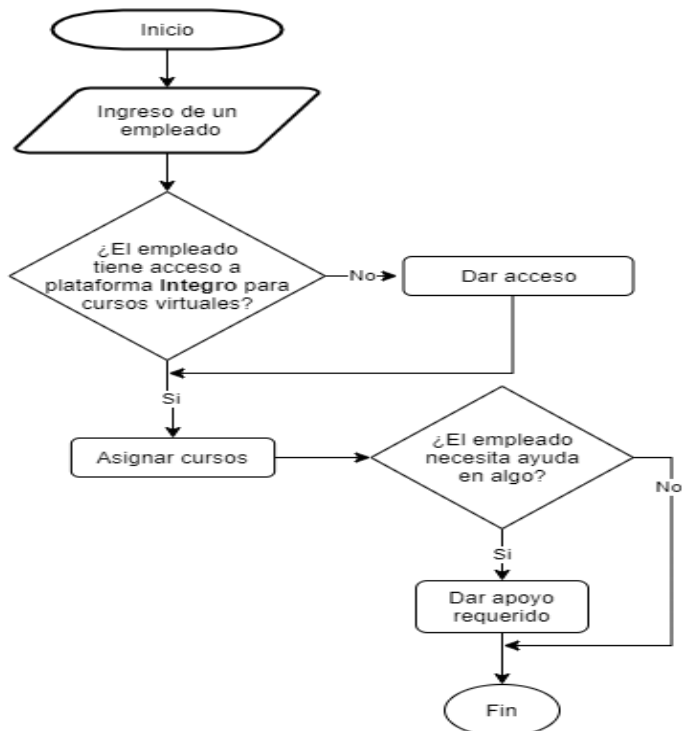 Inicio
Ingreso de un
empleado
¿El empleado
tiene acceso a
plataforma Integro para
cursos virtuales?
No
Dar acceso
Si
Asignar cursos
¿El empleado
necesita ayuda
en algo?
No
Si
Dar apoyo
requerido
Fin